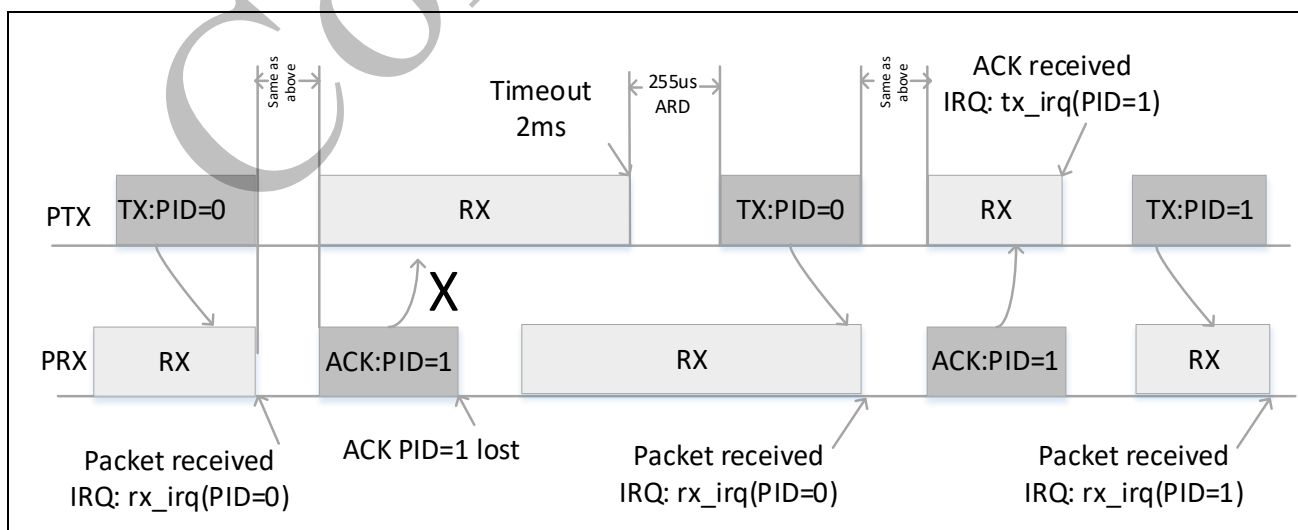 Co
Same as
above
Timeout
2ms
255us
ARD
Same as
above
ACK received
IRQ: tx_irq(PID=1)
PTX
TX:PID=0
RX
TX:PID=0
RX
TX:PID=1
X
PRX
RX
ACK:PID=1
RX
ACK:PID=1
RX
Packet received
IRQ: rx_irq(PID=0)
ACK PID=1 lost
Packet received
IRQ: rx_irq(PID=0)
Packet received
IRQ: rx_irq(PID=1)